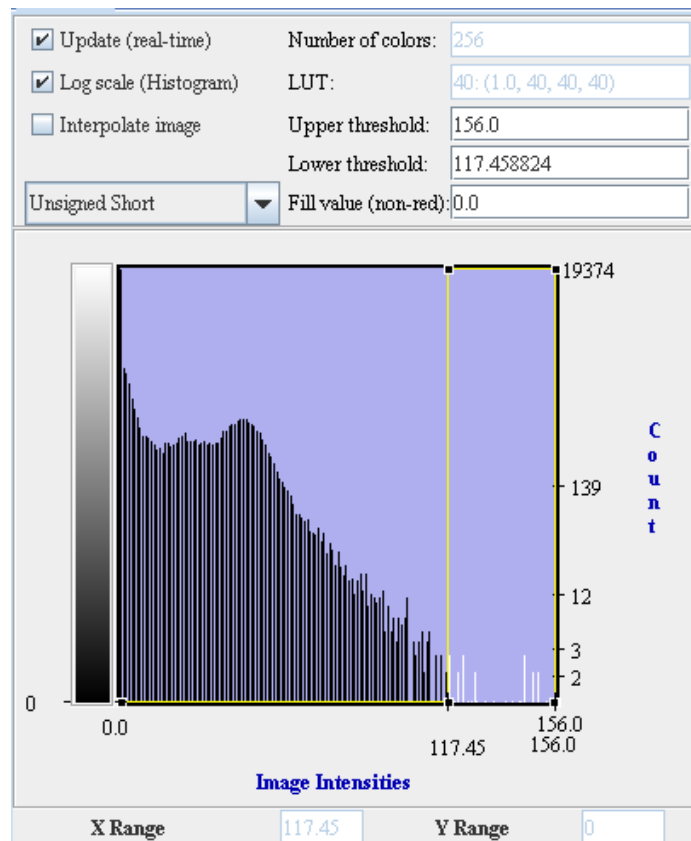 Update (real-time) Number of colors: 256
Log scale (Histogram) LUT: 40: (1.0, 40, 40, 40)
Interpolate image Upper threshold: 156.0
Lower threshold: 117.458824
Unsigned Short Fill value (non-red): 0.0
19374
Count
139
12
3
2
0
0.0 156.0
117.45 156.0
Image Intensities
X Range 117.45 Y Range 0